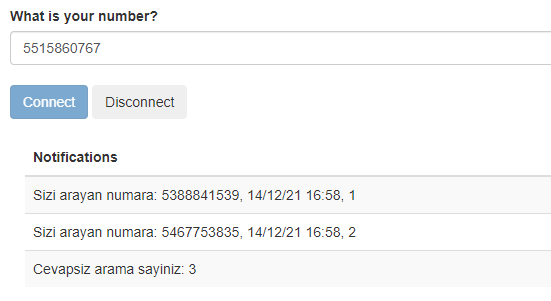 What is your number?
5515860767
Connect Disconnect
Notifications
Sizi arayan numara: 5388841539, 14/12/21 16:58, 1
Sizi arayan numara: 5467753835, 14/12/21 16:58, 2
Cevapsiz arama sayiniz: 3